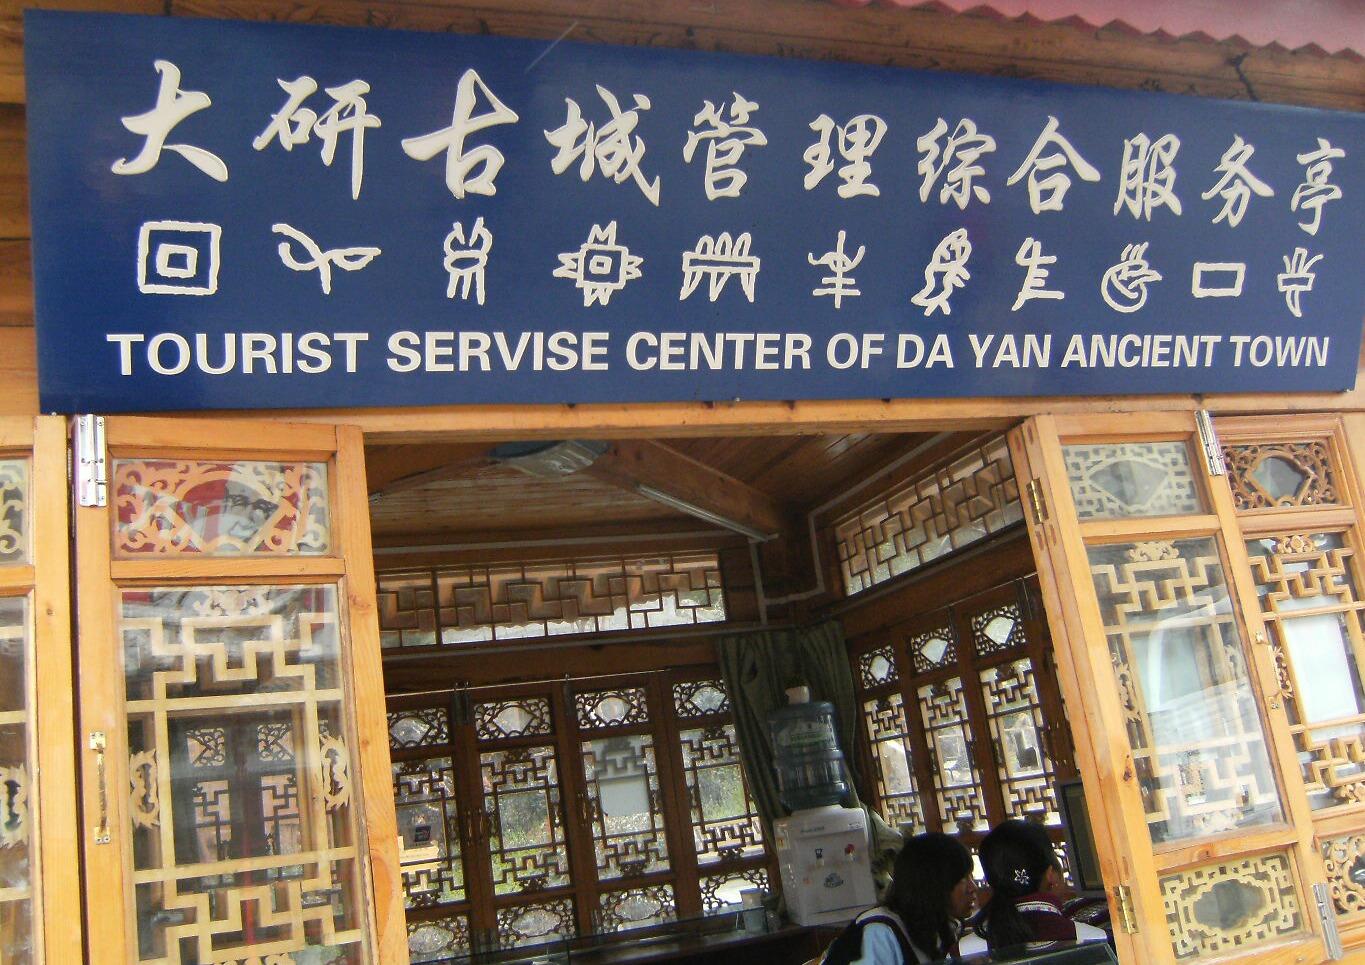 大研古城管理综合服务亭
TOURIST SERVISE CENTER OF DA YAN ANCIENT TOWN